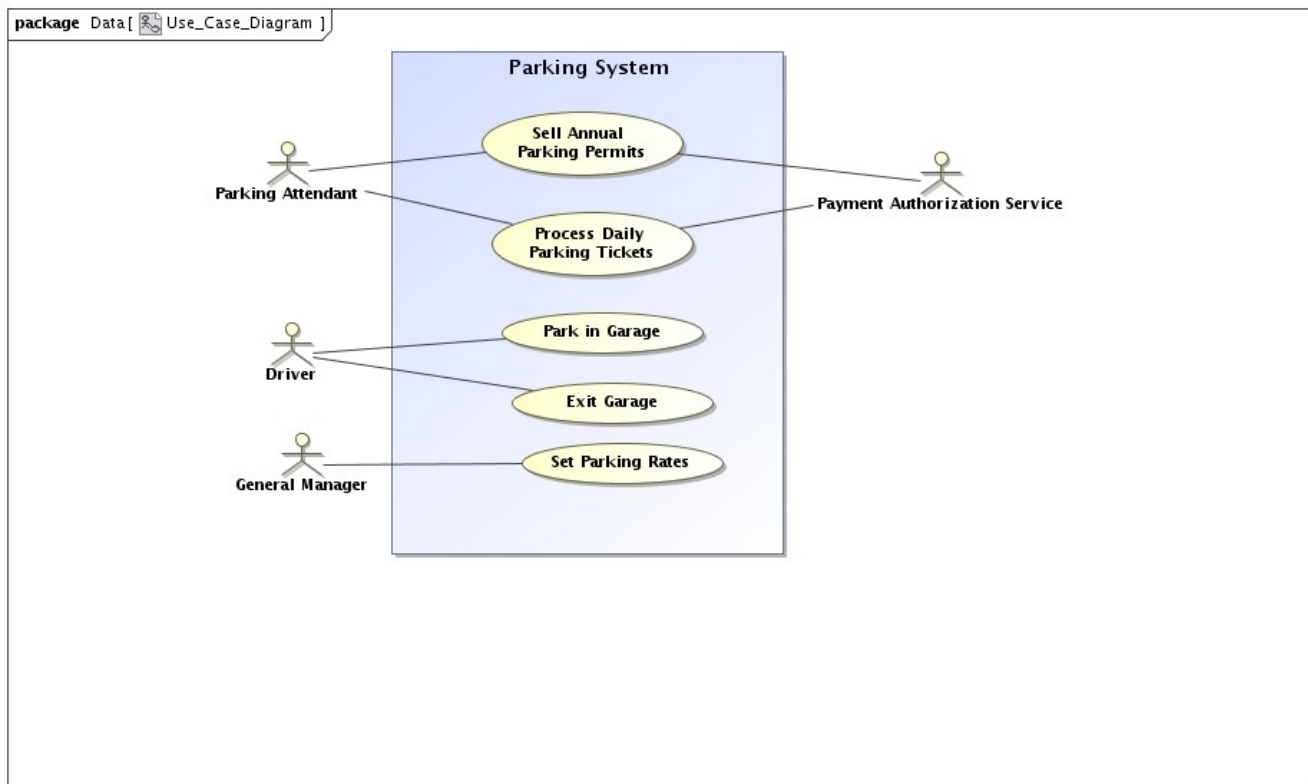 package Data[ Use_Case_Diagram ]
Parking System
Sell Annual
Parking Permits
Parking Attendant
Payment Authorization Service
Process Daily
Parking Tickets
Park in Garage
Driver
Exit Garage
Set Parking Rates
General Manager